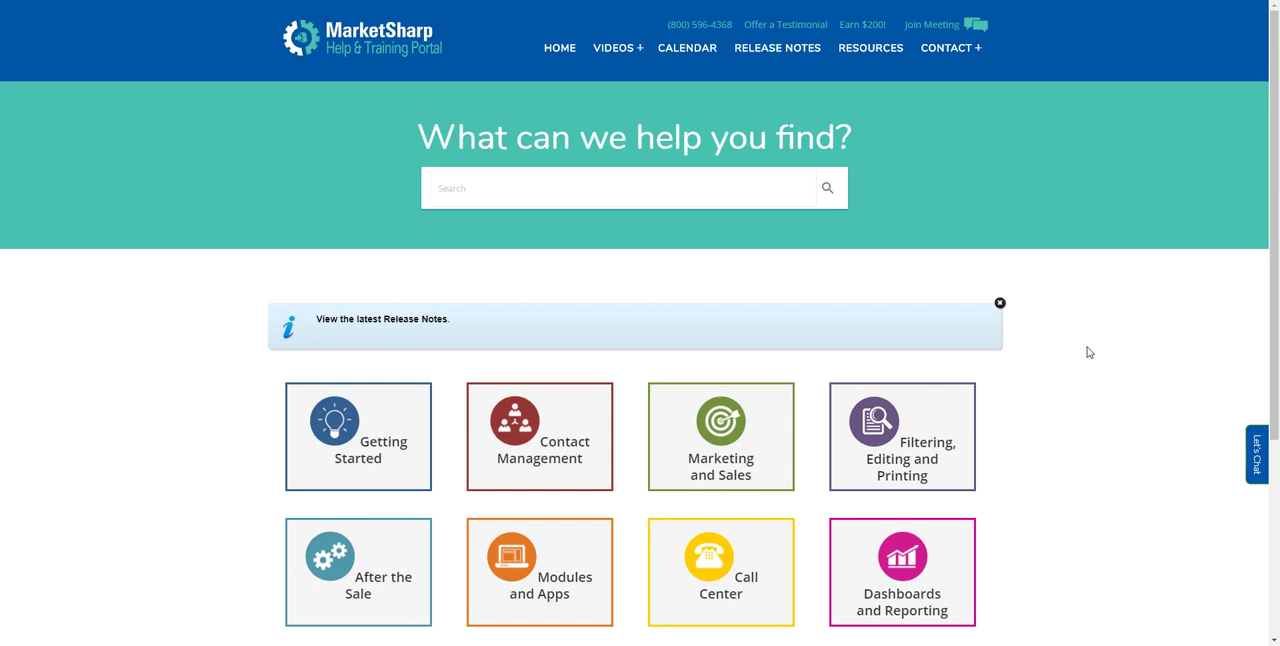 (800) 596-4368 Offer a Testimonial Earn $200! Join Meeting
MarketSharp
Help & Training Portal
HOME VIDEOS + CALENDAR RELEASE NOTES RESOURCES CONTACT +
What can we help you find?
Search
View the latest Release Notes.
Getting
Started
Contact
Management
Marketing
and Sales
Filtering,
Editing and
Printing
Let's Chat
After the
Sale
Modules
and Apps
Call
Center
Dashboards
and Reporting